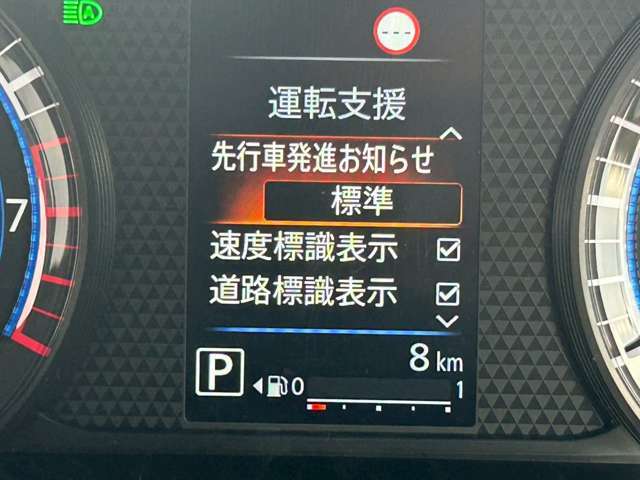 A
運転支援
先行車発進お知らせ
標準
速度標識表示
道路標識表示
7
8 km
P
0 1